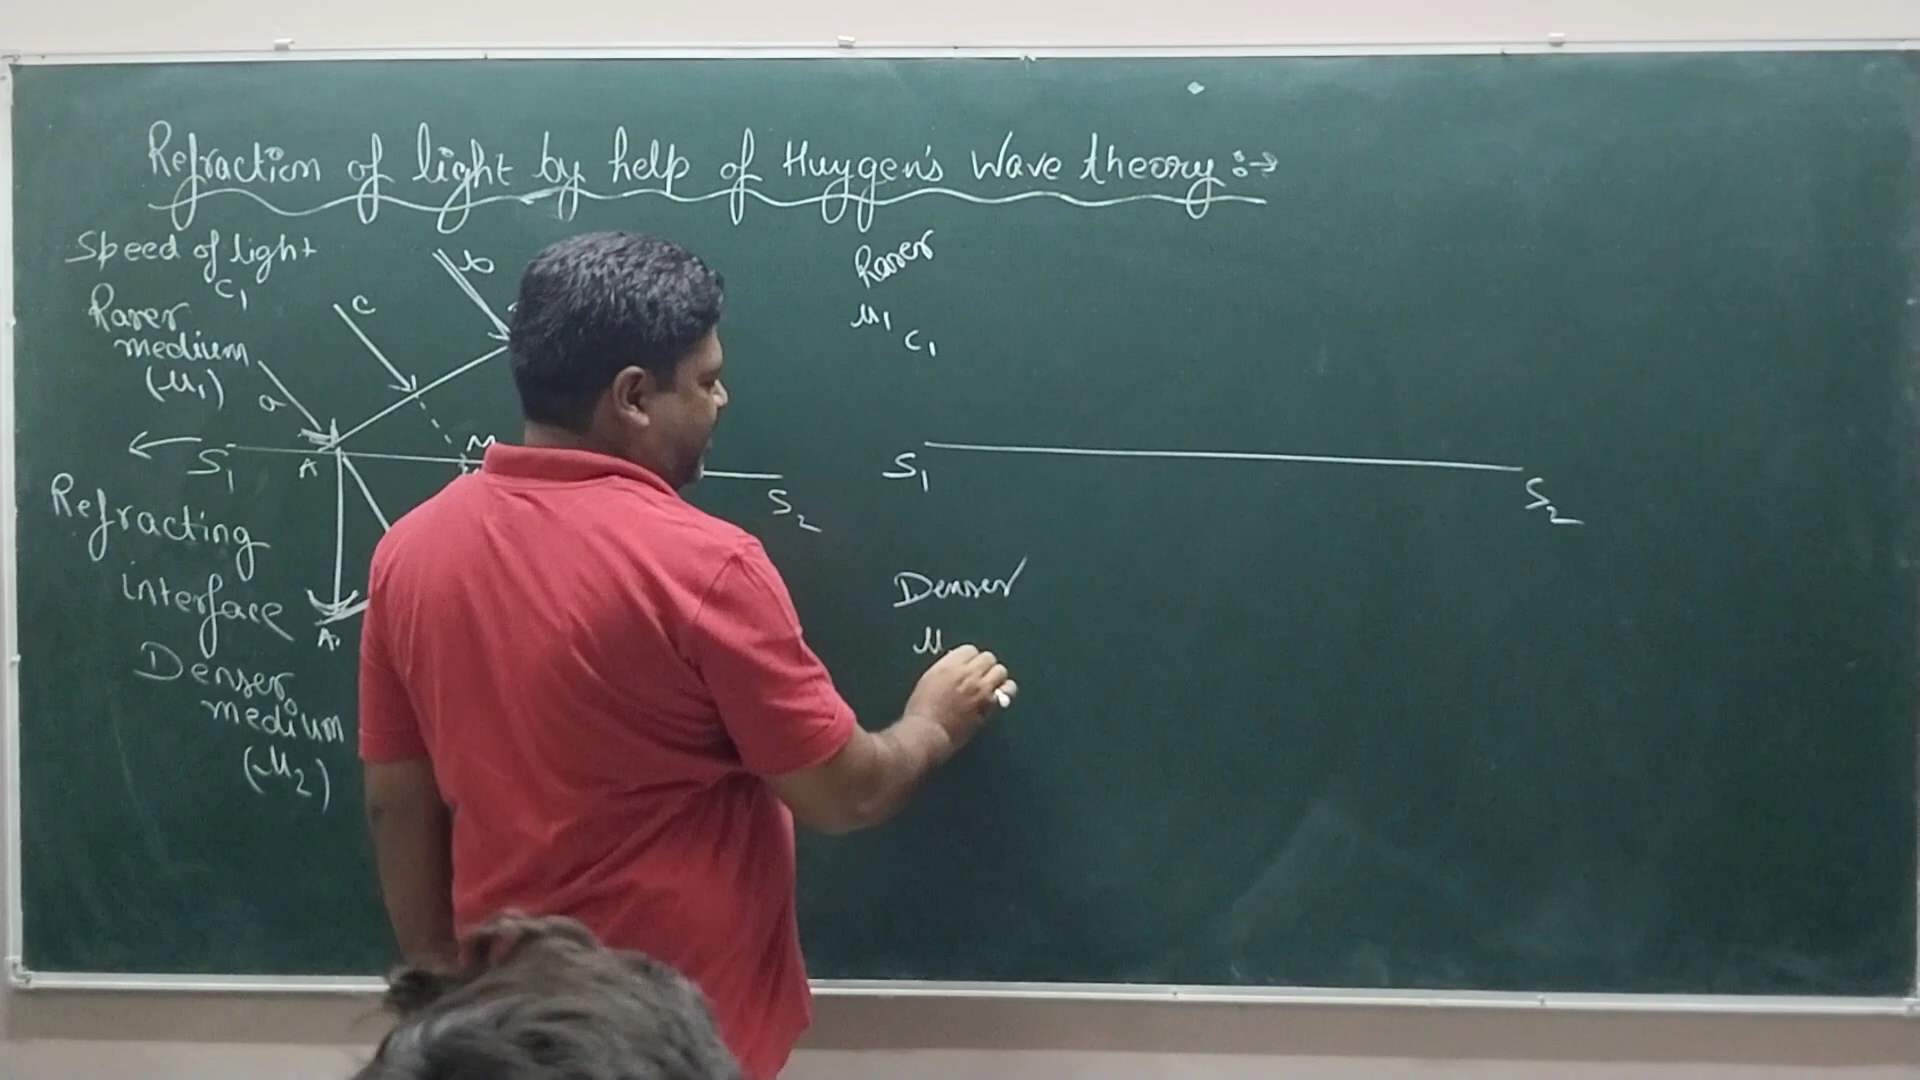 Refraction of light by help of Huygen's Wave theory:→
Speed of light
C1
Rarer
medium
(μ1)
a
c
b
S1
A
M
S2
Refracting
interface
A1
Denser
medium
(μ2)
Rarer
μ1
C1
S1
S2
Denser
μ